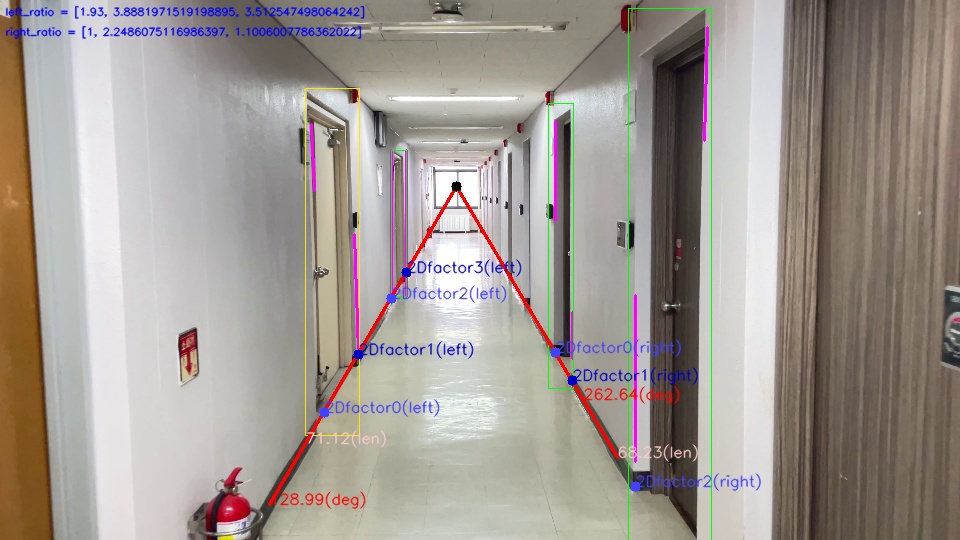 left_ratio = [1.93, 3.8881971519198895, 3.512547498064242]
right_ratio = [1, 2.2486075116986397, 1.1006007786362022]
2Dfactor3(left)
2Dfactor2(left)
2Dfactor1(left)
2Dfactor0(right)
2Dfactor1(right)
262.64(deg)
2Dfactor0(left)
71.12(len)
68.23(len)
2Dfactor2(right)
28.99(deg)